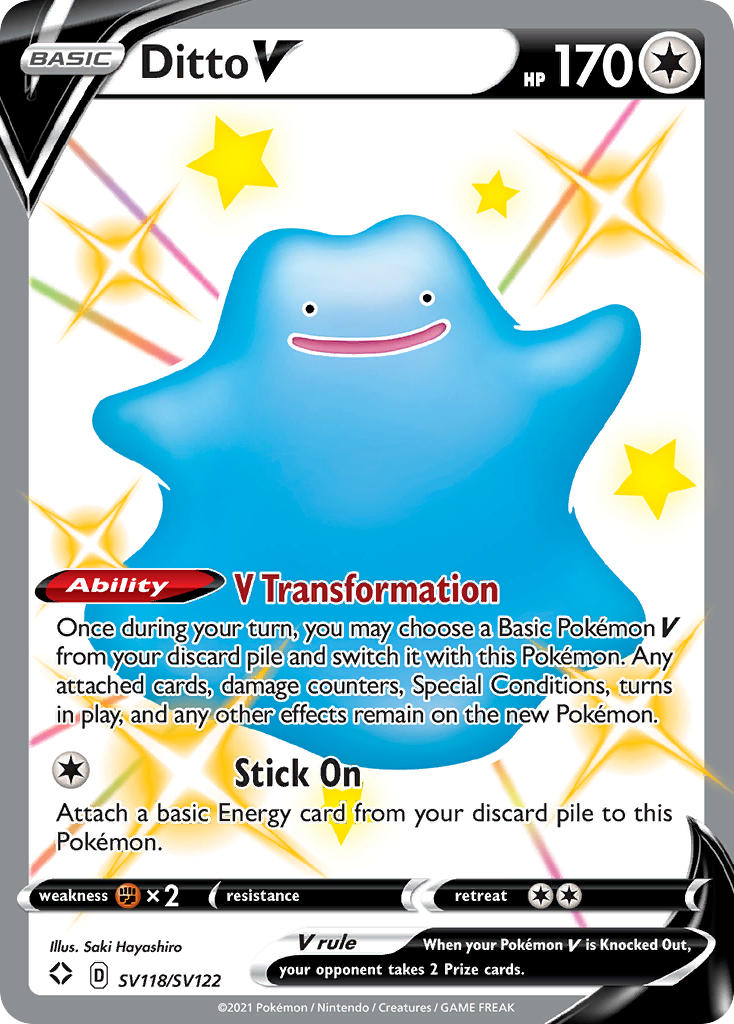 BASIC
Ditto V
HP 170
Ability V Transformation
Once during your turn, you may choose a Basic Pokémon V
from your discard pile and switch it with this Pokémon. Any
attached cards, damage counters, Special Conditions, turns
in play, and any other effects remain on the new Pokémon.
Stick On
Attach a basic Energy card from your discard pile to this
Pokémon.
weakness ×2 resistance retreat
Illus. Saki Hayashiro
V rule When your Pokémon V is Knocked Out,
your opponent takes 2 Prize cards.
D SV118/SV122
©2021 Pokémon / Nintendo / Creatures / GAME FREAK